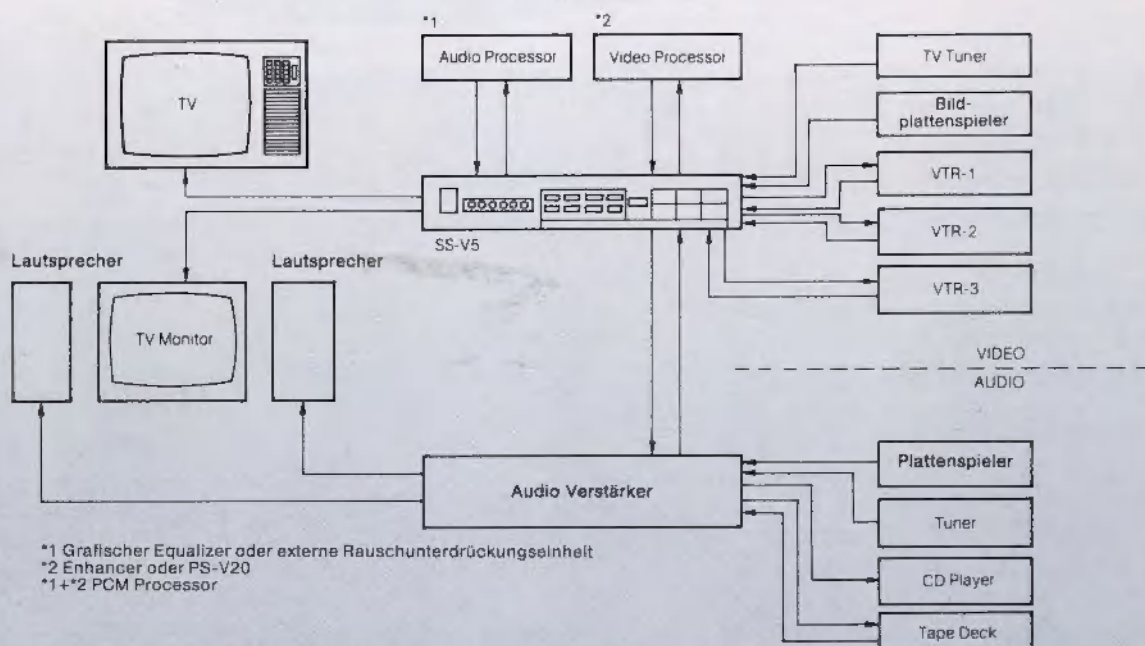 *1
*2
Audio Processor
Video Processor
TV Tuner
TV
Bild-
plattenspieler
VTR-1
VTR-2
SS-V5
Lautsprecher
Lautsprecher
VTR-3
TV Monitor
VIDEO
AUDIO
Plattenspieler
Audio Verstärker
Tuner
*1 Grafischer Equalizer oder externe Rauschunterdrückungseinheit
*2 Enhancer oder PS-V20
*1+*2 PCM Processor
CD Player
Tape Deck